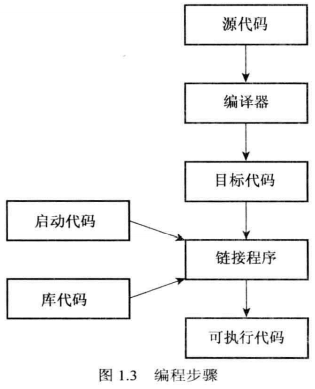 源代码
编译器
目标代码
启动代码
链接程序
库代码
可执行代码
图 1.3 编程步骤